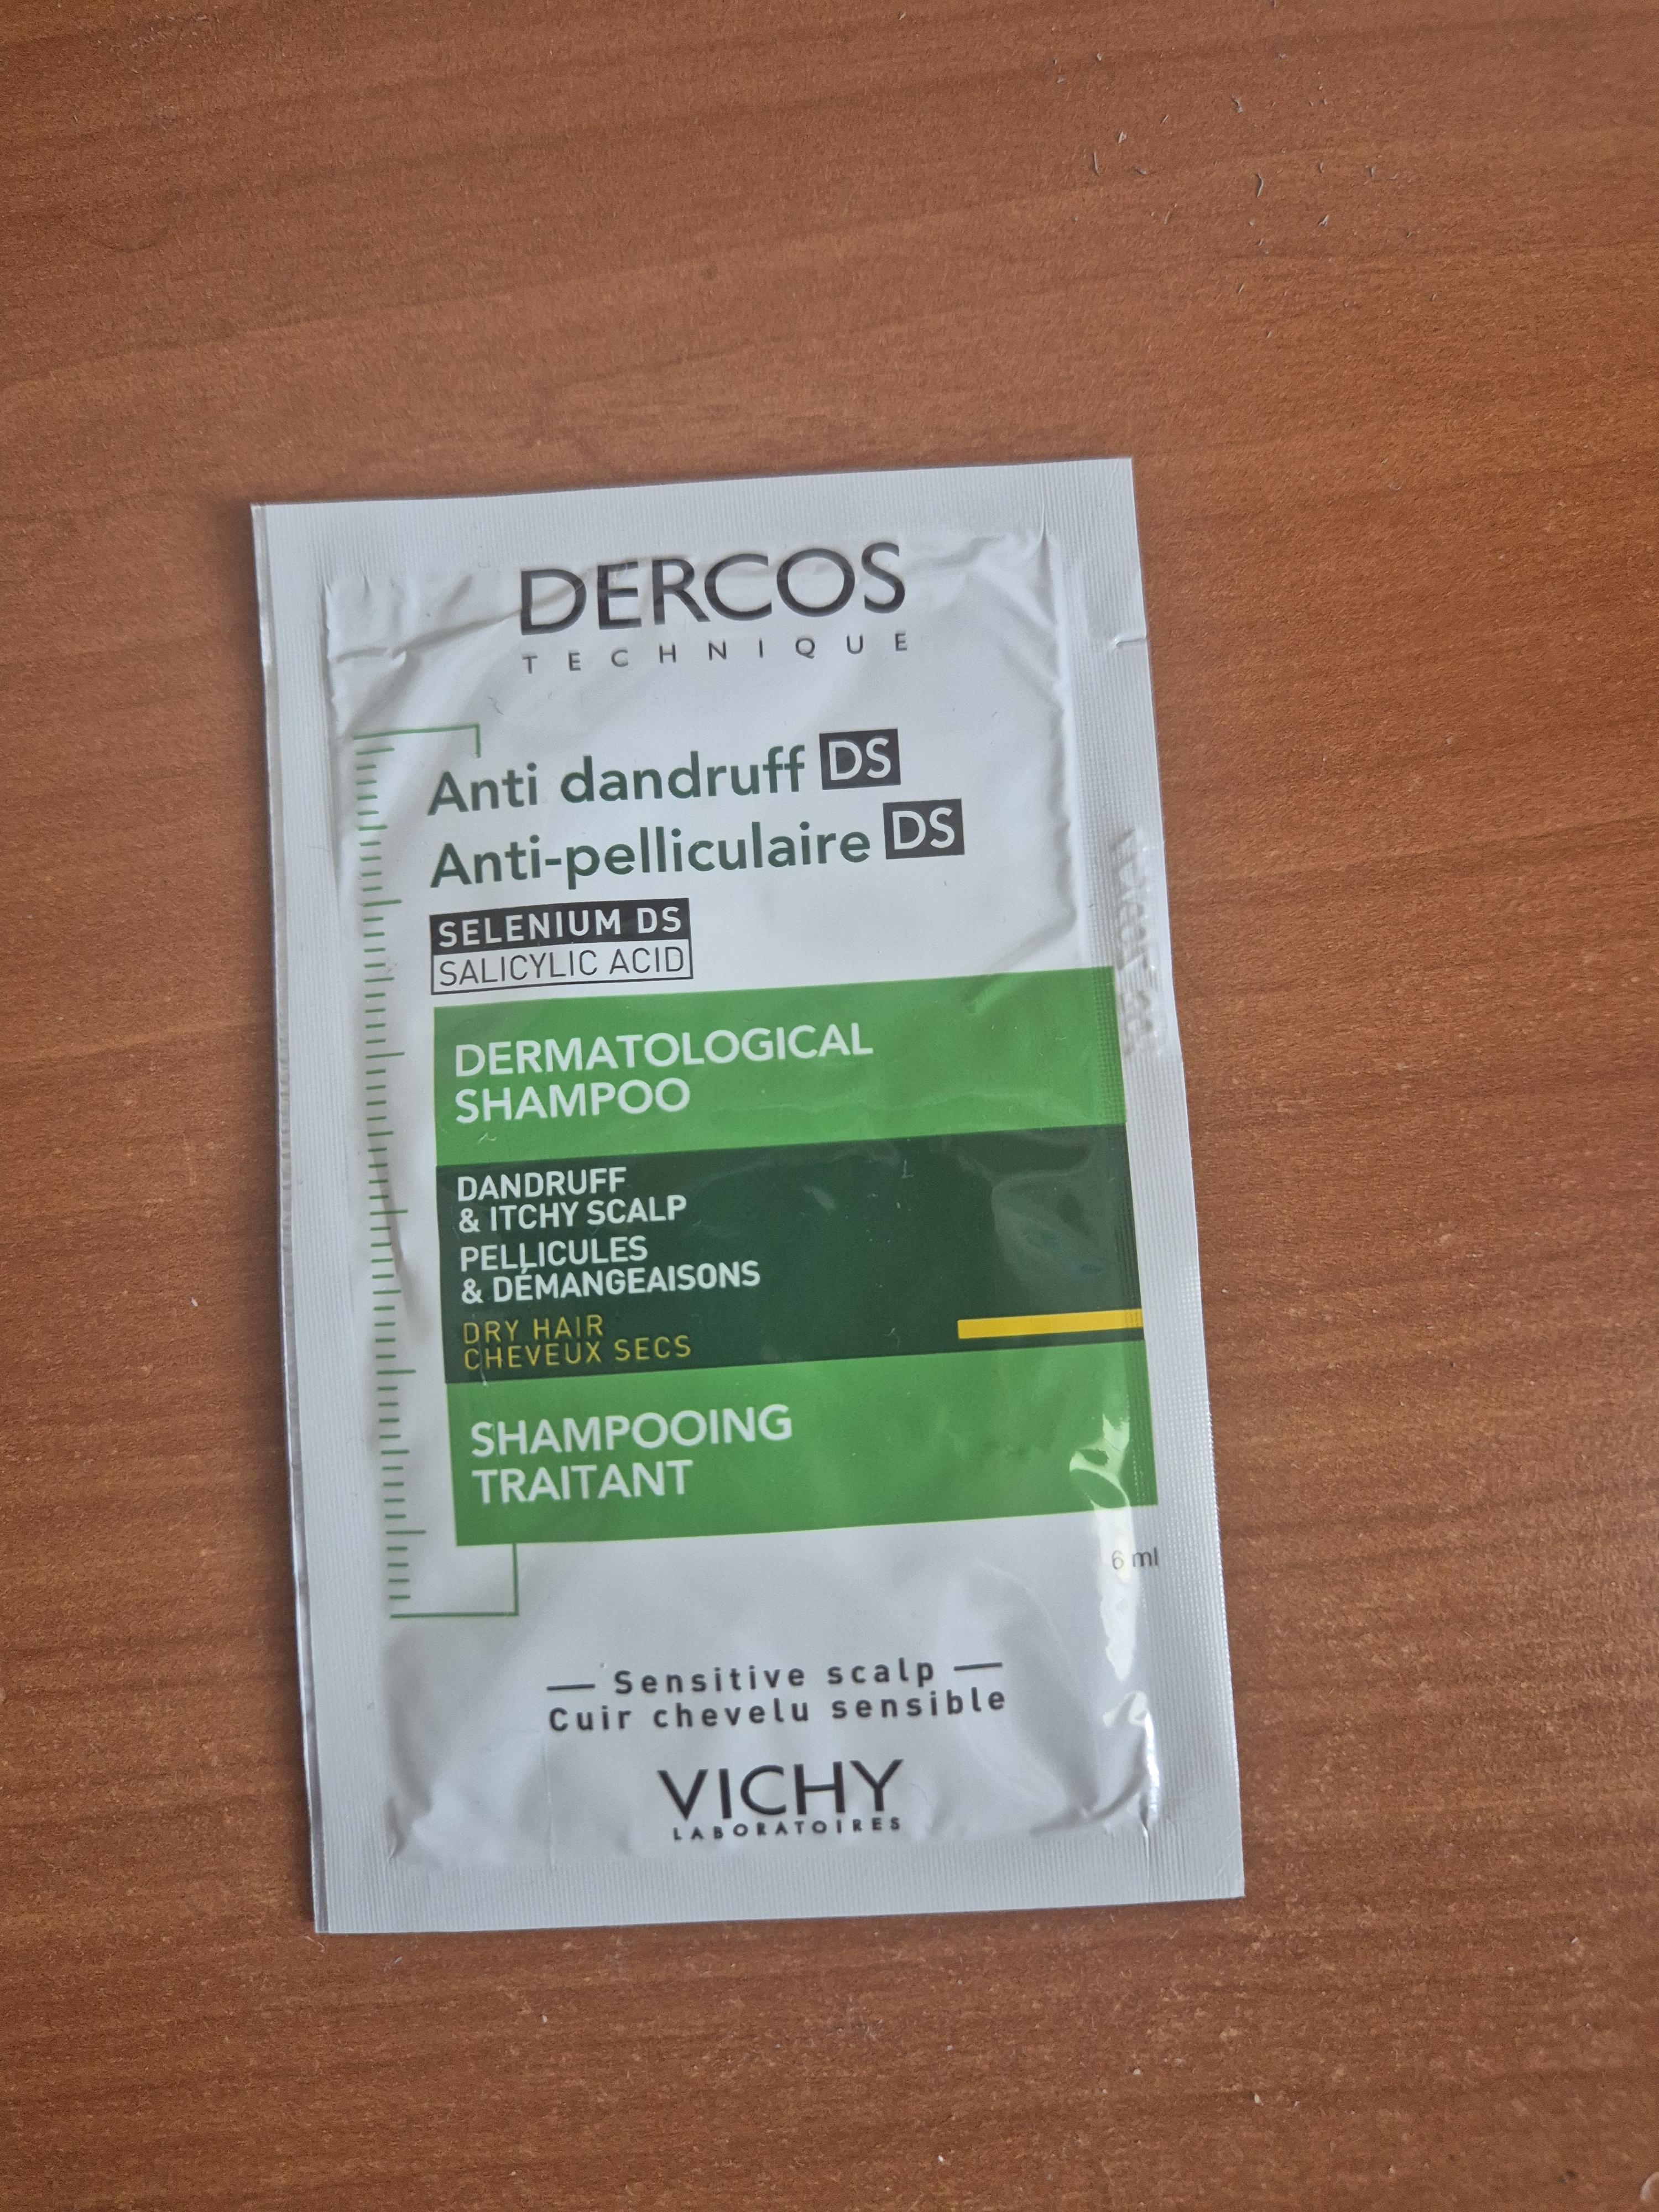 DERCOS
TECHNIQUE
Anti dandruff DS
Anti-pelliculaire DS
SELENIUM DS
SALICYLIC ACID
DERMATOLOGICAL
SHAMPOO
DANDRUFF
& ITCHY SCALP
PELLICULES
& DÉMANGEAISONS
DRY HAIR
CHEVEUX SECS
SHAMPOOING
TRAITANT
6 ml
— Sensitive scalp —
Cuir chevelu sensible
VICHY
LABORATOIRES